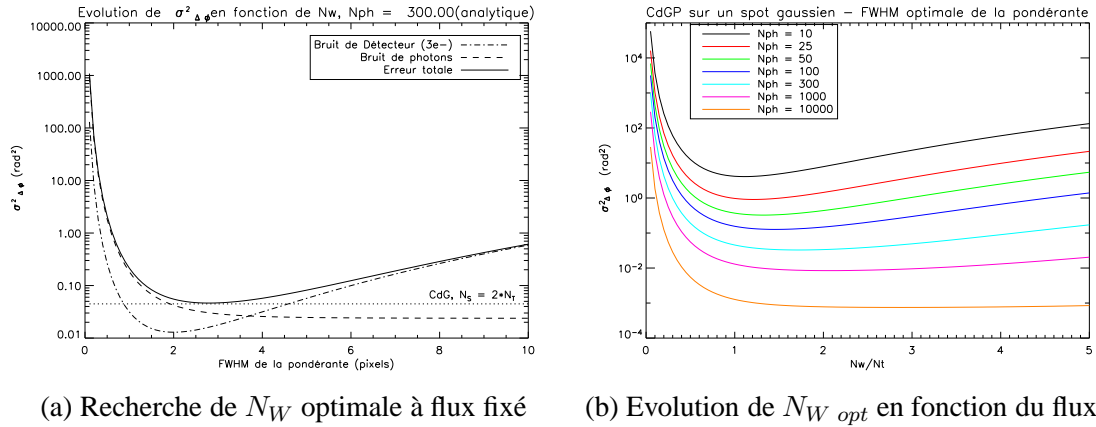 Evolution de σ²Δϕ en fonction de Nw, Nph = 300.00(analytique)
Bruit de Détecteur (3e-)
Bruit de photons
Erreur totale
10000.00
1000.00
100.00
10.00
1.00
0.10
0.01
σ²Δϕ (rad²)
CdG, N_S = 2*N_T
0
2
4
6
8
10
FWHM de la pondérante (pixels)
(a) Recherche de N_W optimale à flux fixé
CdGP sur un spot gaussien – FWHM optimale de la pondérante
Nph = 10
Nph = 25
Nph = 50
Nph = 100
Nph = 300
Nph = 1000
Nph = 10000
10⁴
10²
10⁰
10⁻²
10⁻⁴
σ²Δϕ (rad²)
0
1
2
3
4
5
Nw/Nt
(b) Evolution de N_W opt en fonction du flux